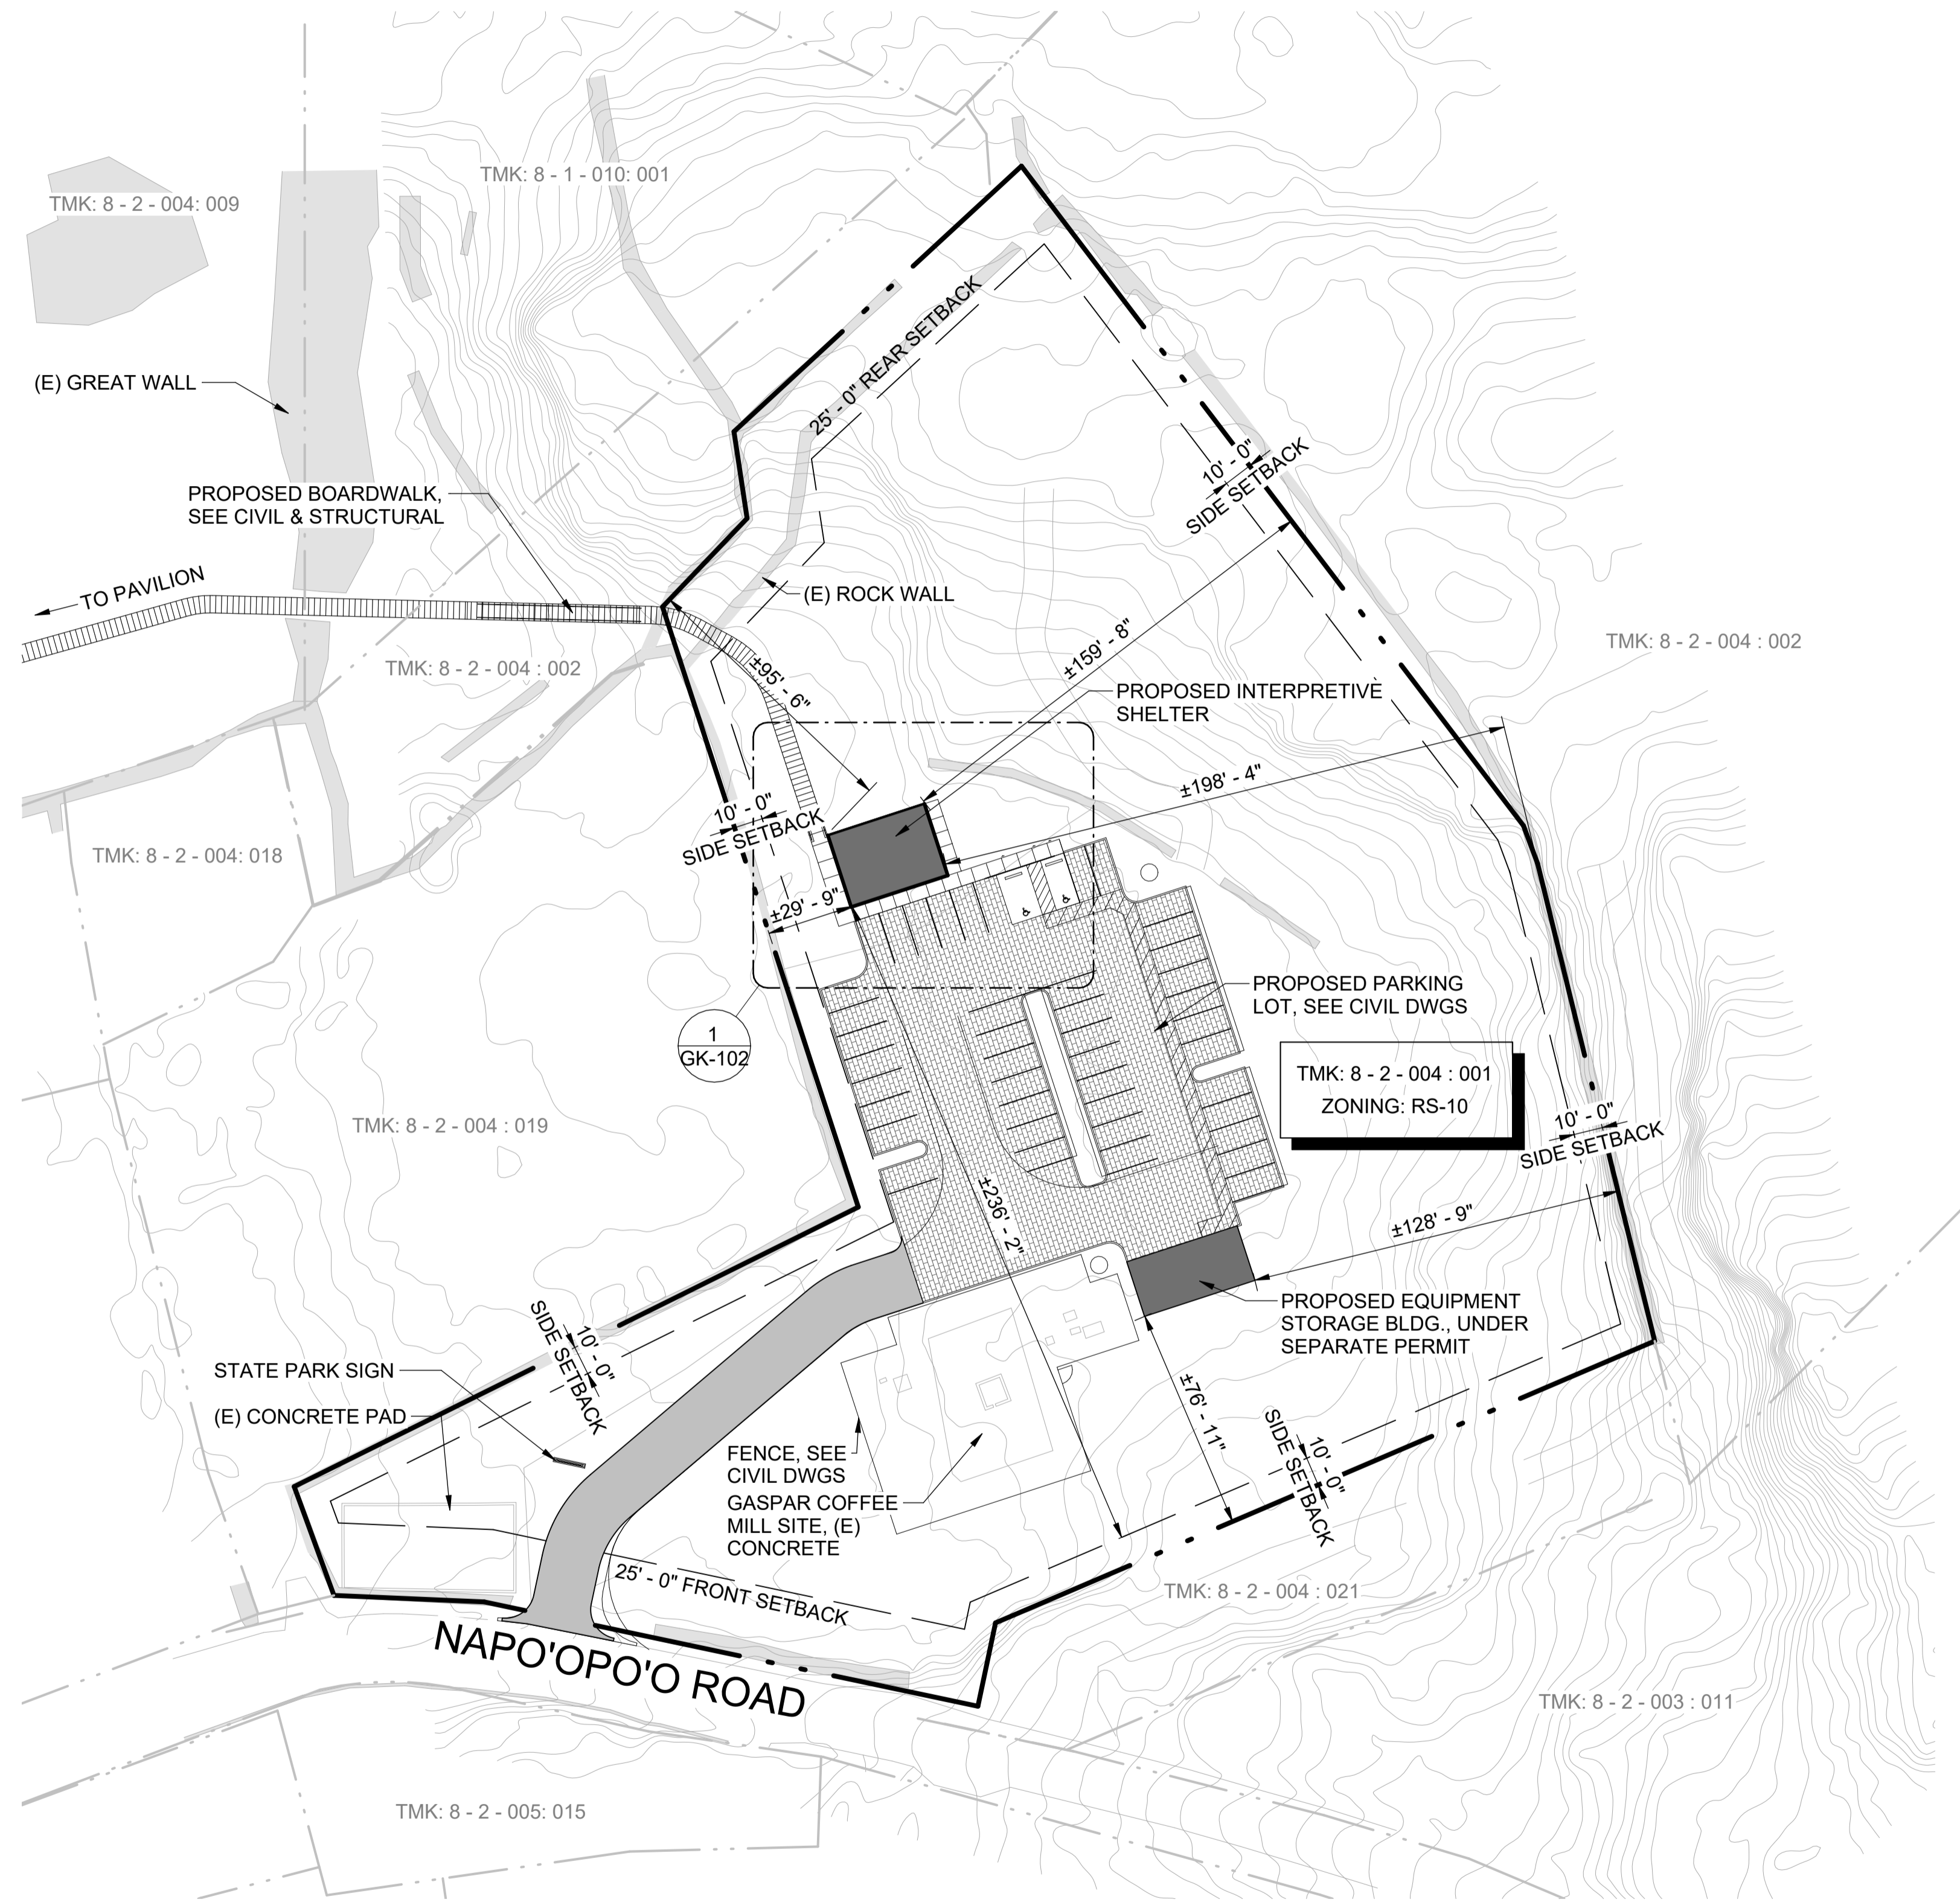 TMK: 8 - 1 - 010: 001
TMK: 8 - 2 - 004: 009
(E) GREAT WALL
25' - 0" REAR SETBACK
10' - 0"
SIDE SETBACK
PROPOSED BOARDWALK,
SEE CIVIL & STRUCTURAL
TO PAVILION
(E) ROCK WALL
TMK: 8 - 2 - 004 : 002
TMK: 8 - 2 - 004 : 002
±95' - 6"
±159' - 8"
PROPOSED INTERPRETIVE
SHELTER
±198' - 4"
10' - 0"
SIDE SETBACK
TMK: 8 - 2 - 004: 018
±29' - 9"
PROPOSED PARKING
LOT, SEE CIVIL DWGS
1
GK-102
TMK: 8 - 2 - 004 : 001
ZONING: RS-10
TMK: 8 - 2 - 004 : 019
10' - 0"
SIDE SETBACK
±236' - 2"
±128' - 9"
PROPOSED EQUIPMENT
STORAGE BLDG., UNDER
SEPARATE PERMIT
10' - 0"
SIDE SETBACK
STATE PARK SIGN
(E) CONCRETE PAD
±76' - 11"
10' - 0"
SIDE SETBACK
FENCE, SEE
CIVIL DWGS
GASPAR COFFEE
MILL SITE, (E)
CONCRETE
25' - 0" FRONT SETBACK
TMK: 8 - 2 - 004 : 021
NAPO'OPO'O ROAD
TMK: 8 - 2 - 003 : 011
TMK: 8 - 2 - 005: 015